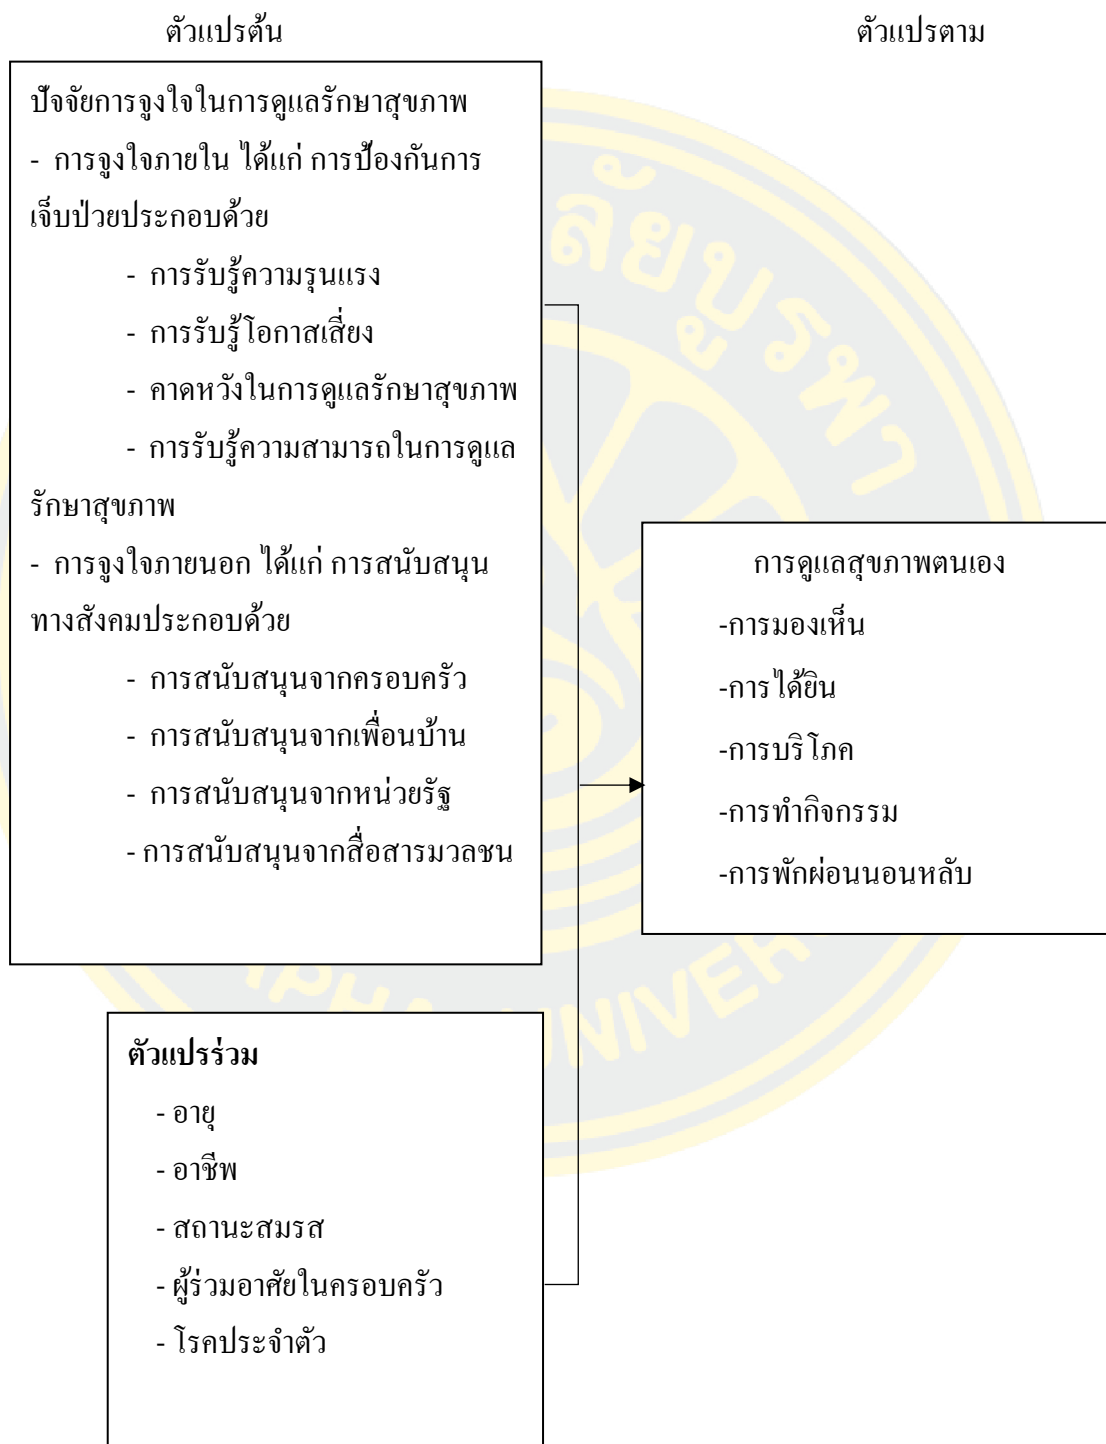 ตัวแปรต้น
ตัวแปรตาม
ปัจจัยการจูงใจในการดูแลรักษาสุขภาพ
- การจูงใจภายใน ได้แก่ การป้องกันการ
เจ็บป่วยประกอบด้วย
- การรับรู้ความรุนแรง
- การรับรู้โอกาสเสี่ยง
- คาดหวังในการดูแลรักษาสุขภาพ
- การรับรู้ความสามารถในการดูแล
รักษาสุขภาพ
- การจูงใจภายนอก ได้แก่ การสนับสนุน
ทางสังคมประกอบด้วย
- การสนับสนุนจากครอบครัว
- การสนับสนุนจากเพื่อนบ้าน
- การสนับสนุนจากหน่วยรัฐ
- การสนับสนุนจากสื่อสารมวลชน
การดูแลสุขภาพตนเอง
-การมองเห็น
-การได้ยิน
-การบริโภค
-การทำกิจกรรม
-การพักผ่อนนอนหลับ
ตัวแปรร่วม
- อายุ
- อาชีพ
- สถานะสมรส
- ผู้ร่วมอาศัยในครอบครัว
- โรคประจำตัว
ลัยบูรพา